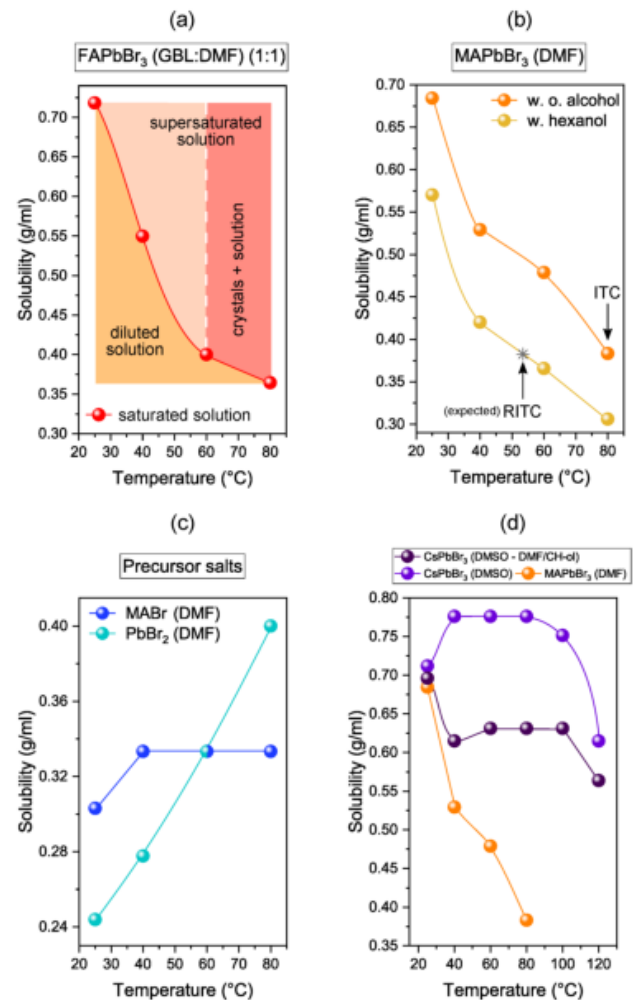 (a)
FAPbBr₃ (GBL:DMF) (1:1)
0.70
0.65
0.60
0.55
0.50
0.45
0.40
0.35
0.30
Solubility (g/ml)
supersaturated
solution
crystals + solution
diluted
solution
saturated solution
20 30 40 50 60 70 80
Temperature (°C)
(b)
MAPbBr₃ (DMF)
0.70
0.65
0.60
0.55
0.50
0.45
0.40
0.35
0.30
Solubility (g/ml)
w. o. alcohol
w. hexanol
ITC
(expected) RITC
20 30 40 50 60 70 80
Temperature (°C)
(c)
Precursor salts
0.40
0.36
0.32
0.28
0.24
Solubility (g/ml)
MABr (DMF)
PbBr₂ (DMF)
20 30 40 50 60 70 80
Temperature (°C)
(d)
CsPbBr₃ (DMSO - DMF/CH-ol)
CsPbBr₃ (DMSO) MAPbBr₃ (DMF)
0.80
0.75
0.70
0.65
0.60
0.55
0.50
0.45
0.40
0.35
Solubility (g/ml)
20 40 60 80 100 120
Temperature (°C)